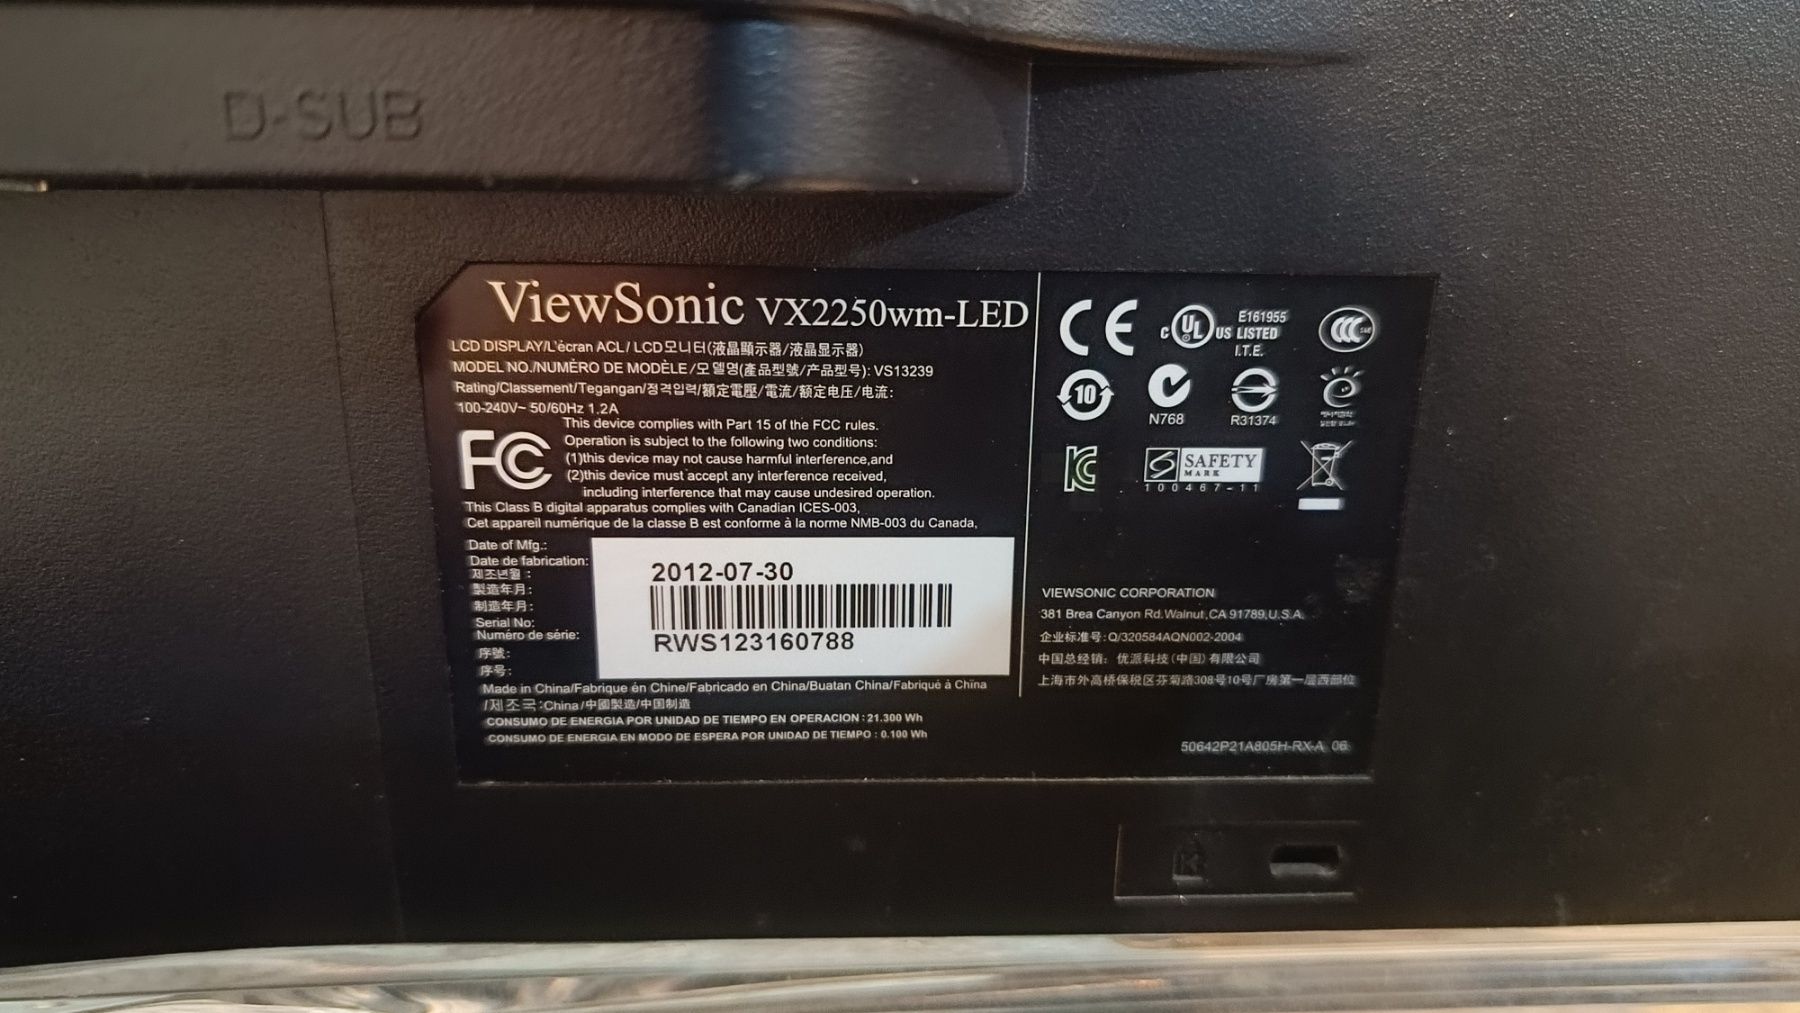 D-SUB
ViewSonic VX2250wm-LED
LCD DISPLAY/L'écran ACL/ LCD모니터(液晶顯示器/液晶显示器)
MODEL NO./NUMÉRO DE MODÈLE/모델명(產品型號/产品型号): VS13239
Rating/Classement/Tegangan/정격입력/額定電壓/電流/额定电压/电流:
100-240V~ 50/60Hz 1.2A
FC
This device complies with Part 15 of the FCC rules.
Operation is subject to the following two conditions:
(1)this device may not cause harmful interference,and
(2)this device must accept any interference received,
including interference that may cause undesired operation.
This Class B digital apparatus complies with Canadian ICES-003,
Cet appareil numérique de la classe B est conforme à la norme NMB-003 du Canada,
Date of Mfg.:
Date de fabrication:
제조년월 :
製造年月:
制造年月:
Serial No:
Numéro de série:
序號:
序号:
2012-07-30
RWS123160788
Made in China/Fabriqué en Chine/Fabricado en China/Buatan China/Fabriqué à China
/제조국:China/中國製造/中国制造
CONSUMO DE ENERGIA POR UNIDAD DE TIEMPO EN OPERACION : 21.300 Wh
CONSUMO DE ENERGIA EN MODO DE ESPERA POR UNIDAD DE TIEMPO : 0.100 Wh
CE
C UL US LISTED
E161955
I.T.E.
CCC
10
N768
R31374
KC
S SAFETY
MARK
100467-11
VIEWSONIC CORPORATION
381 Brea Canyon Rd.Walnut,CA 91789,U.S.A.
企业标准号: Q/320584AQN002-2004
中国总经销: 优派科技(中国)有限公司
上海市外高桥保税区芬菊路308号10号厂房第一层西部位
50642P21A805H-RX-A 06
K